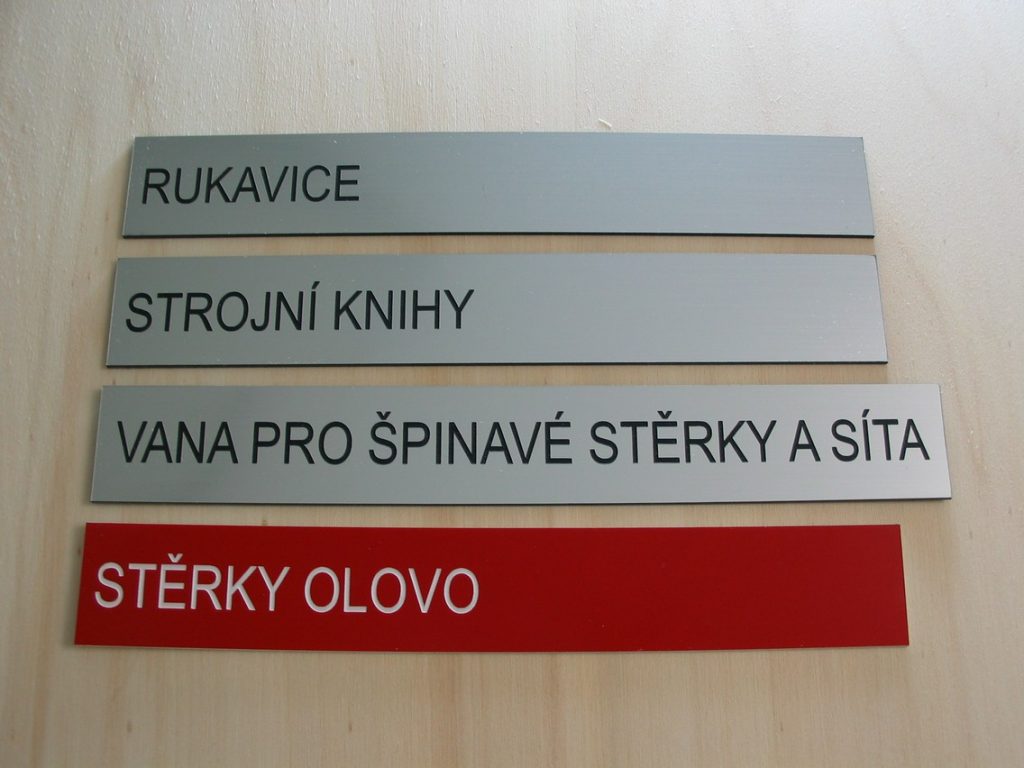 RUKAVICE
STROJNÍ KNIHY
VANA PRO ŠPINAVÉ STĚRKY A SÍTA
STĚRKY OLOVO